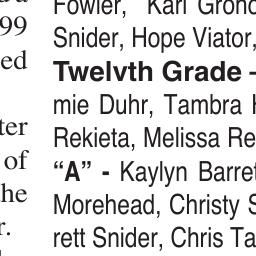 99
ed
ter
of
he
r.
Fowler, Karl
Snider, Hope Viator,
Twelvth Grade -
mie Duhr, Tambra
Rekieta, Melissa Re
“A” - Kaylyn Barret
Morehead, Christy S
rett Snider, Chris Ta